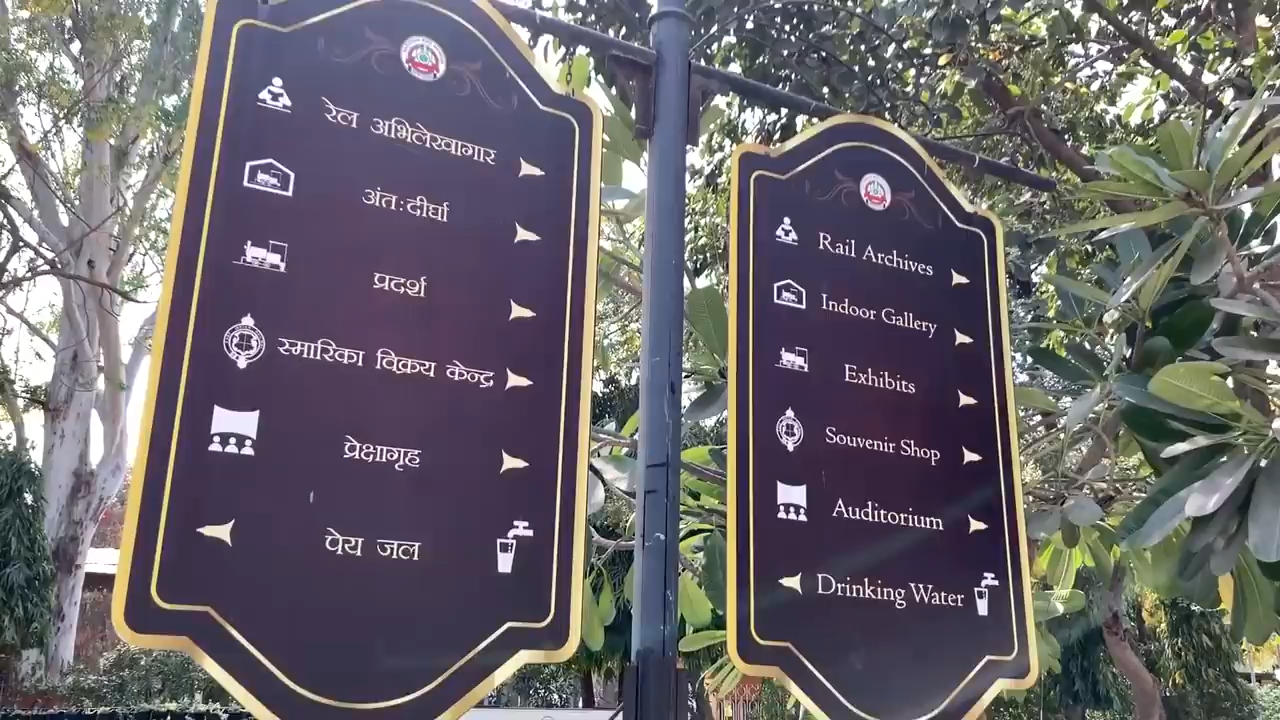 रेल अभिलेखागार
अंतःदीर्घा
प्रदर्श
स्मारिका विक्रय केन्द्र
प्रेक्षागृह
पेय जल
Rail Archives
Indoor Gallery
Exhibits
Souvenir Shop
Auditorium
Drinking Water